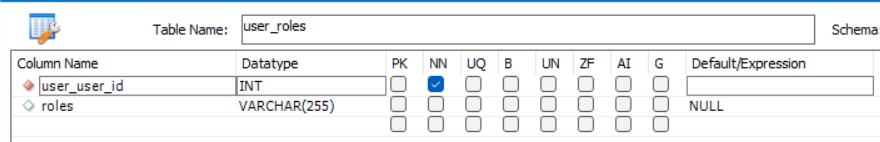 Table Name: user_roles Schema:
Column Name Datatype PK NN UQ B UN ZF AI G Default/Expression
user_user_id INT
roles VARCHAR(255) NULL